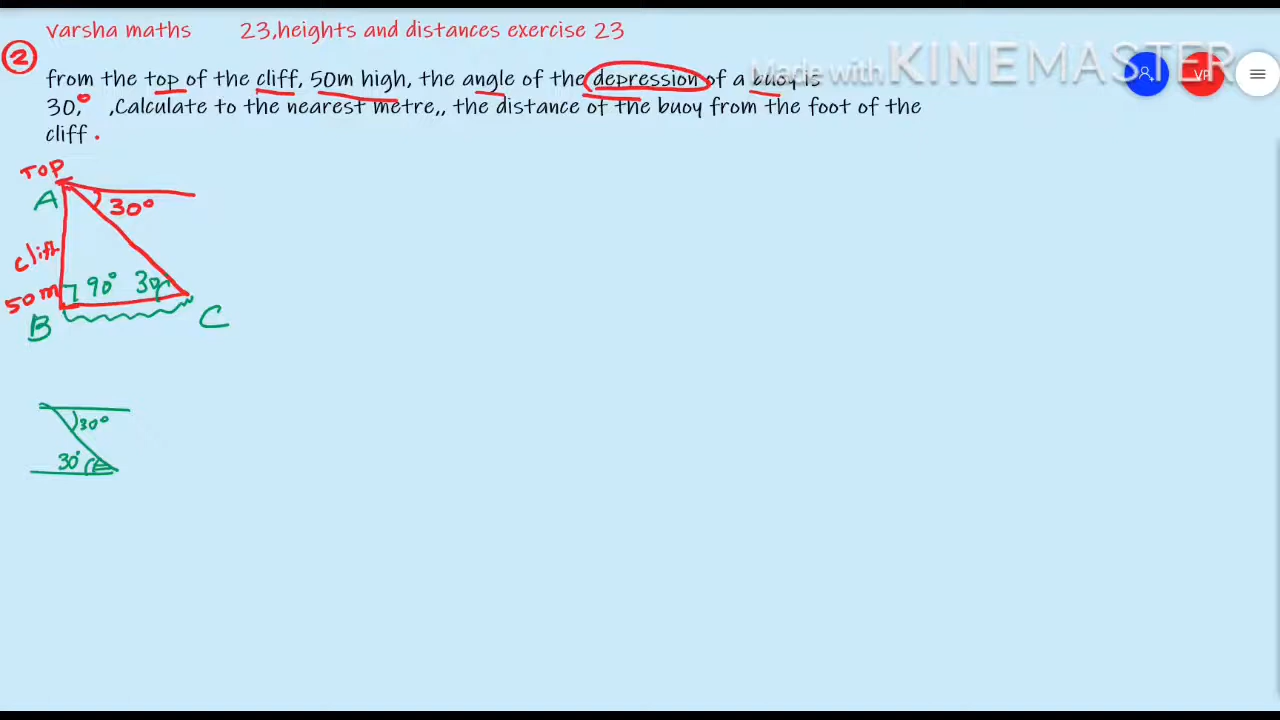 varsha maths 23,heights and distances exercise 23
2
Made with KINEMASTER
from the top of the cliff, 50m high, the angle of the depression of a buoy is
VP
30,° ,Calculate to the nearest metre,, the distance of the buoy from the foot of the
cliff .
TOP
A
30°
cliff
90° 30
50m
B
C
30°
30°